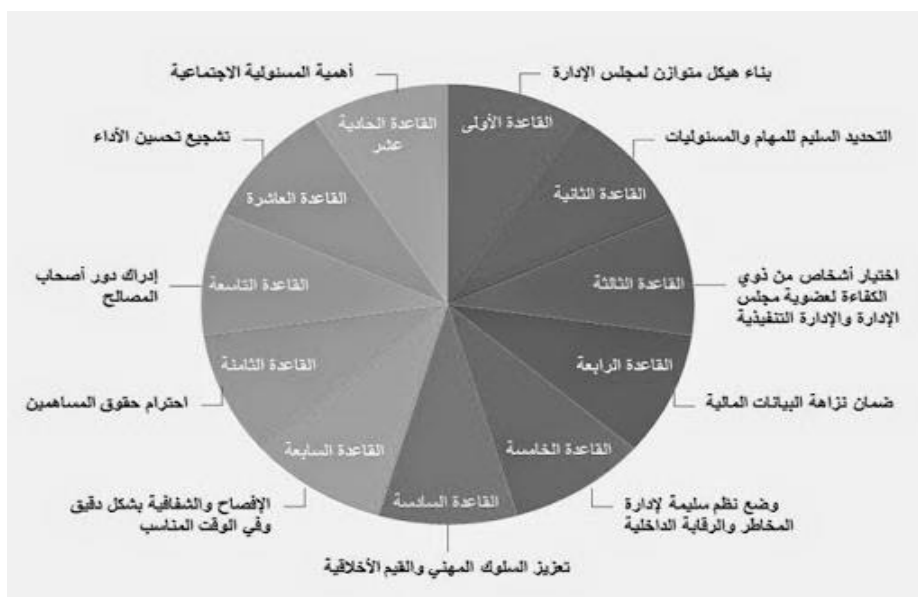 القاعدة الأولى
بناء هيكل متوازن لمجلس الإدارة
القاعدة الثانية
التحديد السليم للمهام والمسئوليات
القاعدة الثالثة
اختيار أشخاص من ذوي
الكفاءة لعضوية مجلس
الإدارة والإدارة التنفيذية
القاعدة الرابعة
ضمان نزاهة البيانات المالية
القاعدة الخامسة
وضع نظم سليمة لإدارة
المخاطر والرقابة الداخلية
القاعدة السادسة
تعزيز السلوك المهني والقيم الأخلاقية
القاعدة السابعة
الإفصاح والشفافية بشكل دقيق
وفي الوقت المناسب
القاعدة الثامنة
احترام حقوق المساهمين
القاعدة التاسعة
إدراك دور أصحاب
المصالح
القاعدة العاشرة
تشجيع تحسين الأداء
القاعدة الحادية
عشر
أهمية المسئولية الاجتماعية